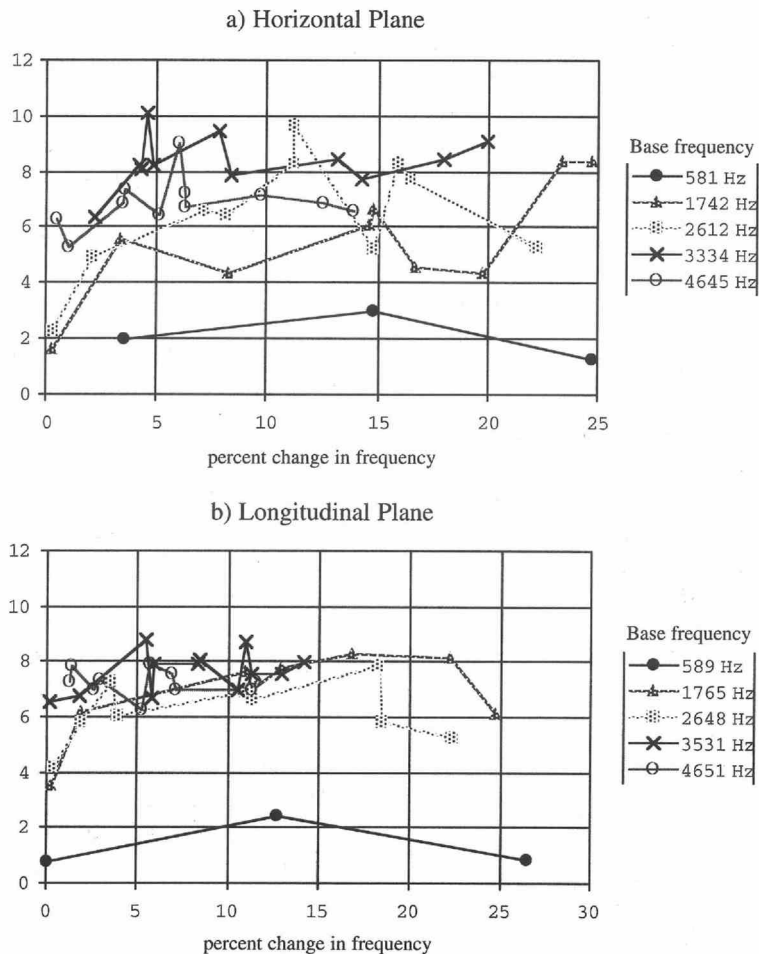 a) Horizontal Plane
12
10
8
6
4
2
0
0 5 10 15 20 25
percent change in frequency
Base frequency
581 Hz
1742 Hz
2612 Hz
3334 Hz
4645 Hz
b) Longitudinal Plane
12
10
8
6
4
2
0
0 5 10 15 20 25 30
percent change in frequency
Base frequency
589 Hz
1765 Hz
2648 Hz
3531 Hz
4651 Hz